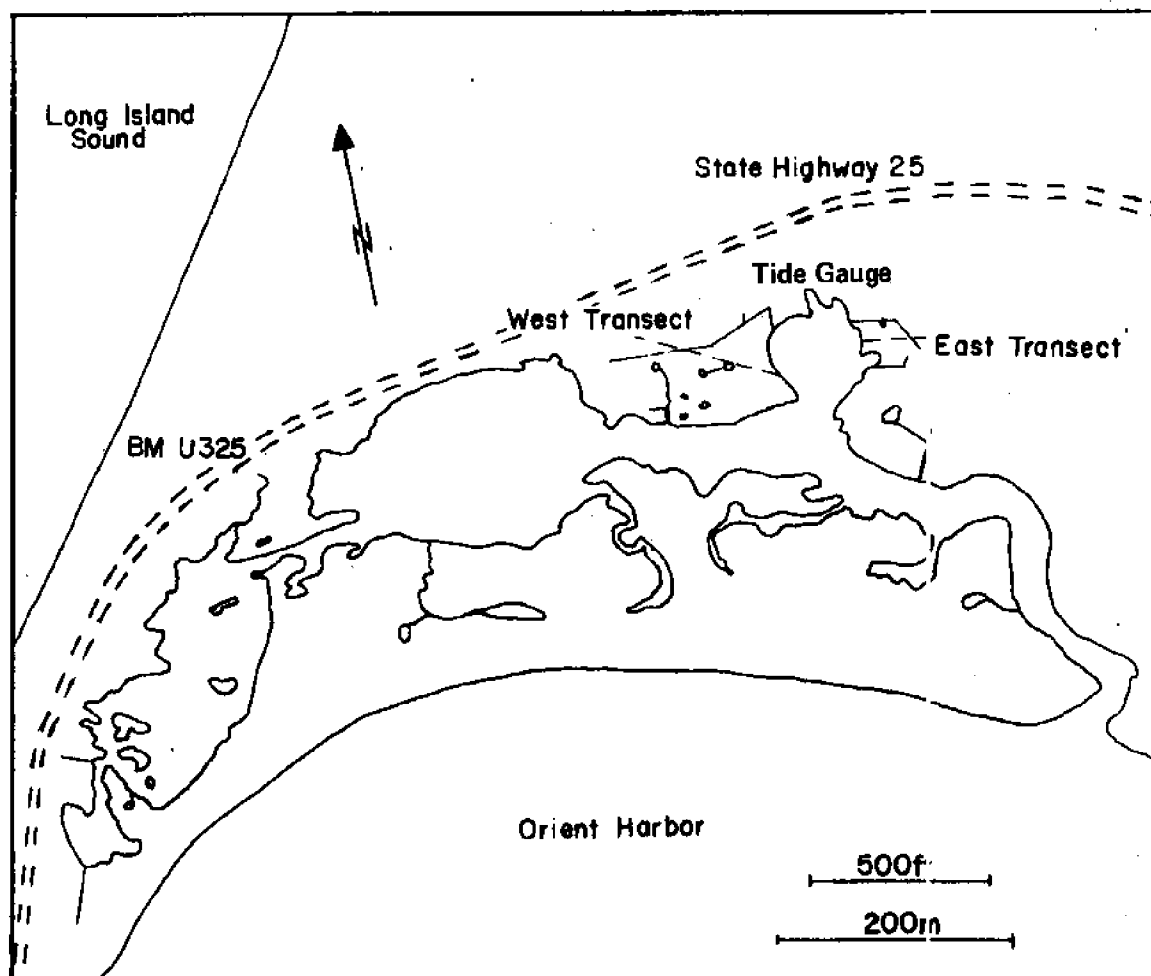 Long Island
Sound
N
State Highway 25
Tide Gauge
West Transect
East Transect
BM U325
Orient Harbor
500f
200m